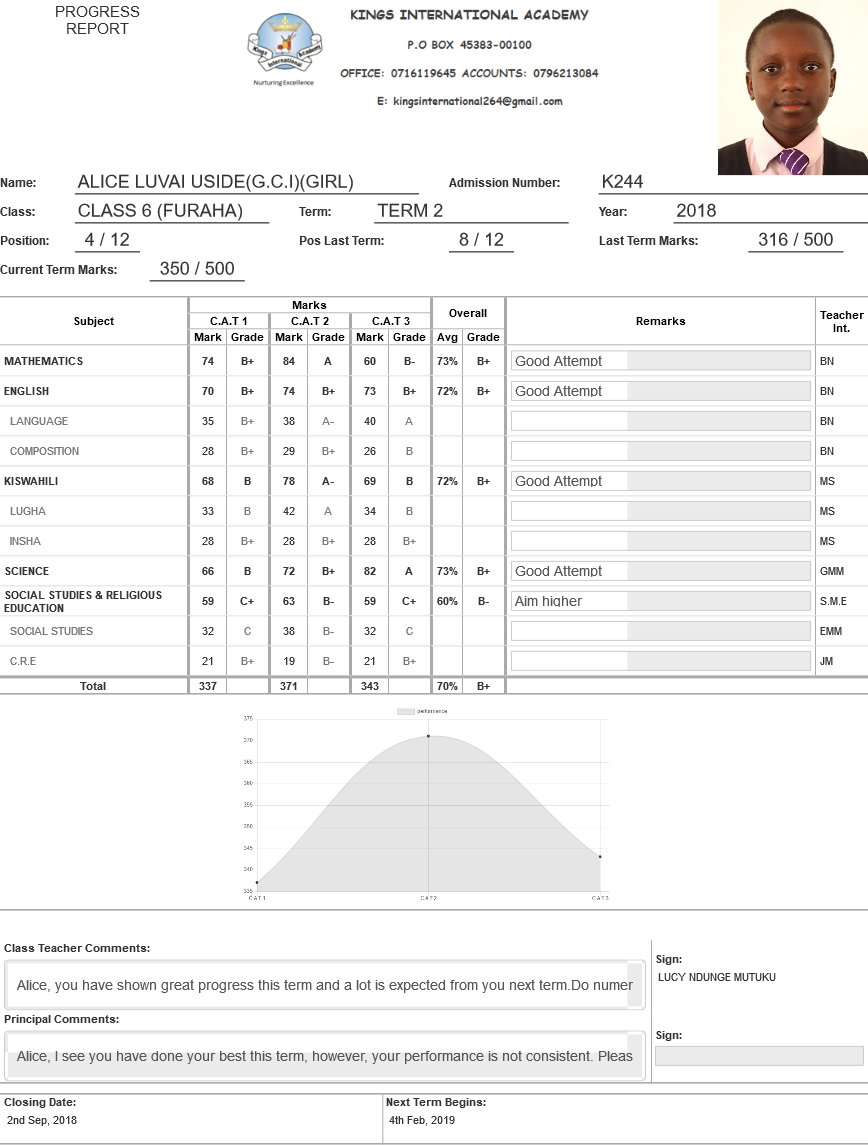 PROGRESS
REPORT
Kings International Academy
Nurturing Excellence
KINGS INTERNATIONAL ACADEMY
P.O BOX 45383-00100
OFFICE: 0716119645 ACCOUNTS: 0796213084
E: kingsinternational264@gmail.com
Name: ALICE LUVAI USIDE(G.C.I)(GIRL) Admission Number: K244
Class: CLASS 6 (FURAHA) Term: TERM 2 Year: 2018
Position: 4 / 12 Pos Last Term: 8 / 12 Last Term Marks: 316 / 500
Current Term Marks: 350 / 500
Subject Marks Overall Remarks Teacher Int.
C.A.T 1 C.A.T 2 C.A.T 3
Mark Grade Mark Grade Mark Grade Avg Grade
MATHEMATICS 74 B+ 84 A 60 B- 73% B+ Good Attempt BN
ENGLISH 70 B+ 74 B+ 73 B+ 72% B+ Good Attempt BN
LANGUAGE 35 B+ 38 A- 40 A BN
COMPOSITION 28 B+ 29 B+ 26 B BN
KISWAHILI 68 B 78 A- 69 B 72% B+ Good Attempt MS
LUGHA 33 B 42 A 34 B MS
INSHA 28 B+ 28 B+ 28 B+ MS
SCIENCE 66 B 72 B+ 82 A 73% B+ Good Attempt GMM
SOCIAL STUDIES & RELIGIOUS
EDUCATION 59 C+ 63 B- 59 C+ 60% B- Aim higher S.M.E
SOCIAL STUDIES 32 C 38 B- 32 C EMM
C.R.E 21 B+ 19 B- 21 B+ JM
Total 337 371 343 70% B+
performance
375
370
365
360
355
350
345
340
335
C.A.T 1 C.A.T 2 C.A.T 3
Class Teacher Comments:
Alice, you have shown great progress this term and a lot is expected from you next term.Do numer
Sign:
LUCY NDUNGE MUTUKU
Principal Comments:
Alice, I see you have done your best this term, however, your performance is not consistent. Pleas
Sign:
Closing Date: Next Term Begins:
2nd Sep, 2018 4th Feb, 2019